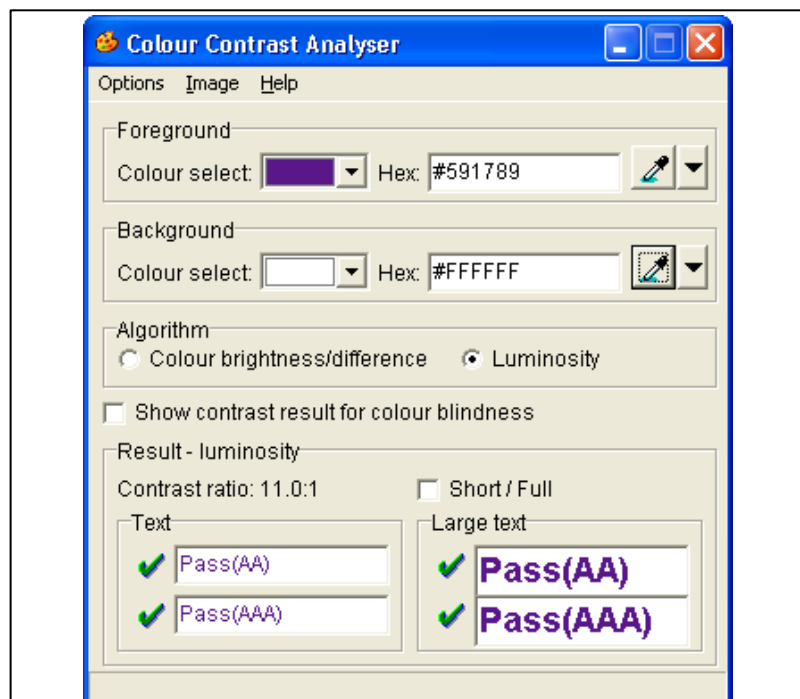 Colour Contrast Analyser
Options Image Help
Foreground
Colour select: Hex: #591789
Background
Colour select: Hex: #FFFFFF
Algorithm
Colour brightness/difference Luminosity
Show contrast result for colour blindness
Result - luminosity
Contrast ratio: 11.0:1 Short / Full
Text Large text
Pass(AA) Pass(AA)
Pass(AAA) Pass(AAA)